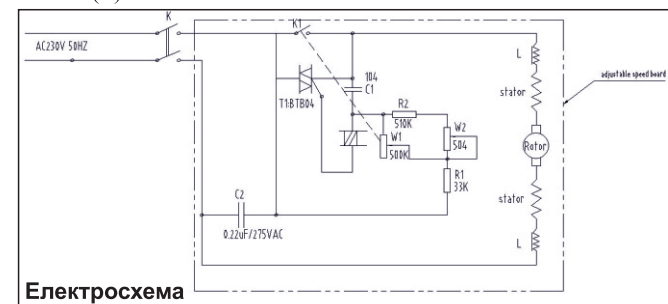 K
K1
AC230V 50HZ
L
104
C1
adjustable speed board
stator
T1:BTB04
R2
510K
W1
500K
W2
504
Rotor
R1
33K
stator
C2
0.22uF/275VAC
L
Електросхема